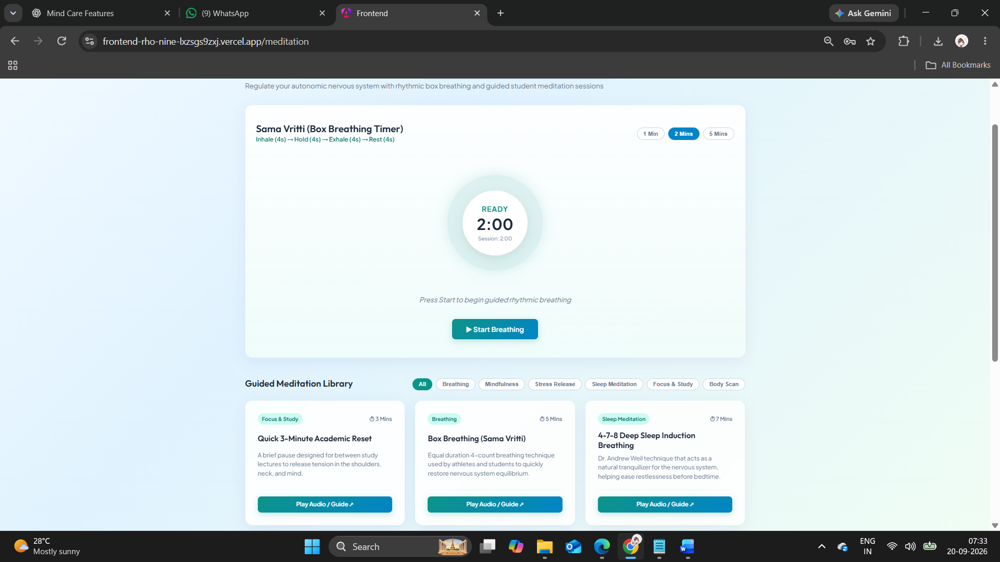 Mind Care Features
(9) WhatsApp
Frontend
Ask Gemini
frontend-rho-nine-lxzsgs9zxj.vercel.app/meditation
All Bookmarks
Regulate your autonomic nervous system with rhythmic box breathing and guided student meditation sessions
Sama Vritti (Box Breathing Timer)
Inhale (4s) → Hold (4s) → Exhale (4s) → Rest (4s)
1 Min
2 Mins
5 Mins
READY
2:00
Session: 2:00
Press Start to begin guided rhythmic breathing
▶ Start Breathing
Guided Meditation Library
All
Breathing
Mindfulness
Stress Release
Sleep Meditation
Focus & Study
Body Scan
Focus & Study
⏱ 3 Mins
Quick 3-Minute Academic Reset
A brief pause designed for between study
lectures to release tension in the shoulders,
neck, and mind.
Play Audio / Guide ↗
Breathing
⏱ 5 Mins
Box Breathing (Sama Vritti)
Equal duration 4-count breathing technique
used by athletes and students to quickly
restore nervous system equilibrium.
Play Audio / Guide ↗
Sleep Meditation
⏱ 7 Mins
4-7-8 Deep Sleep Induction
Breathing
Dr. Andrew Weil technique that acts as a
natural tranquilizer for the nervous system,
helping ease restlessness before bedtime.
Play Audio / Guide ↗
28°C
Mostly sunny
Search
ENG
IN
07:33
20-09-2026